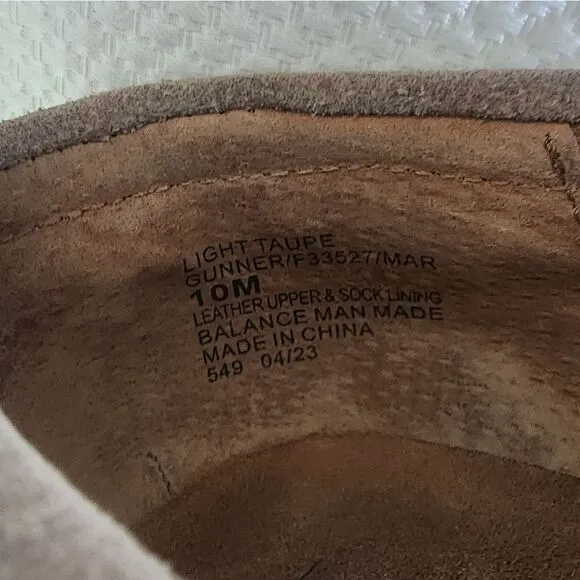 LIGHT TAUPE
GUNNER/F33527/MAR
10M
LEATHER UPPER & SOCK LINING
BALANCE MAN MADE
MADE IN CHINA
549 04/23